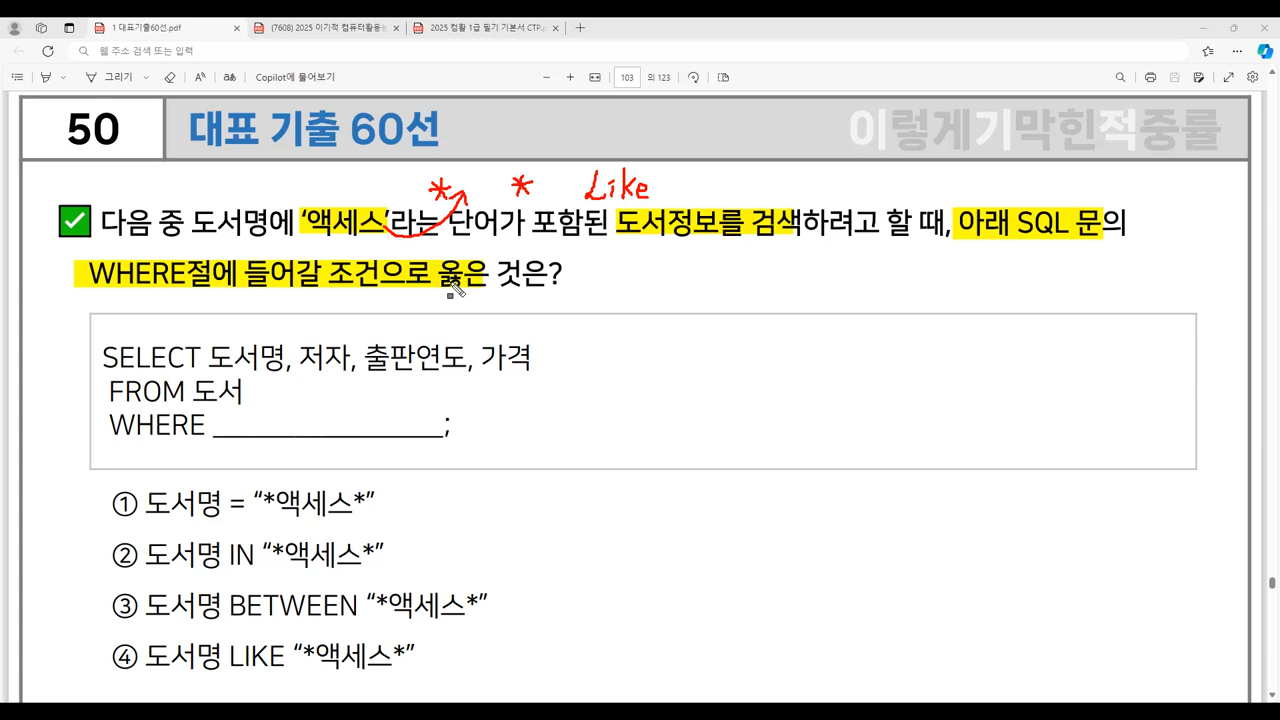 1 대표기출60선.pdf
(7608) 2025 이기적 컴퓨터활용능
2025 컴활 1급 필기 기본서 CTP.
웹 주소 검색 또는 입력
그리기
가あ
Copilot에 물어보기
103 의 123
50 대표 기출 60선 이렇게기막힌적중률
* * Like
다음 중 도서명에 ‘액세스’라는 단어가 포함된 도서정보를 검색하려고 할 때, 아래 SQL 문의
WHERE절에 들어갈 조건으로 옳은 것은?
SELECT 도서명, 저자, 출판연도, 가격
FROM 도서
WHERE _________________;
① 도서명 = “*액세스*”
② 도서명 IN “*액세스*”
③ 도서명 BETWEEN “*액세스*”
④ 도서명 LIKE “*액세스*”